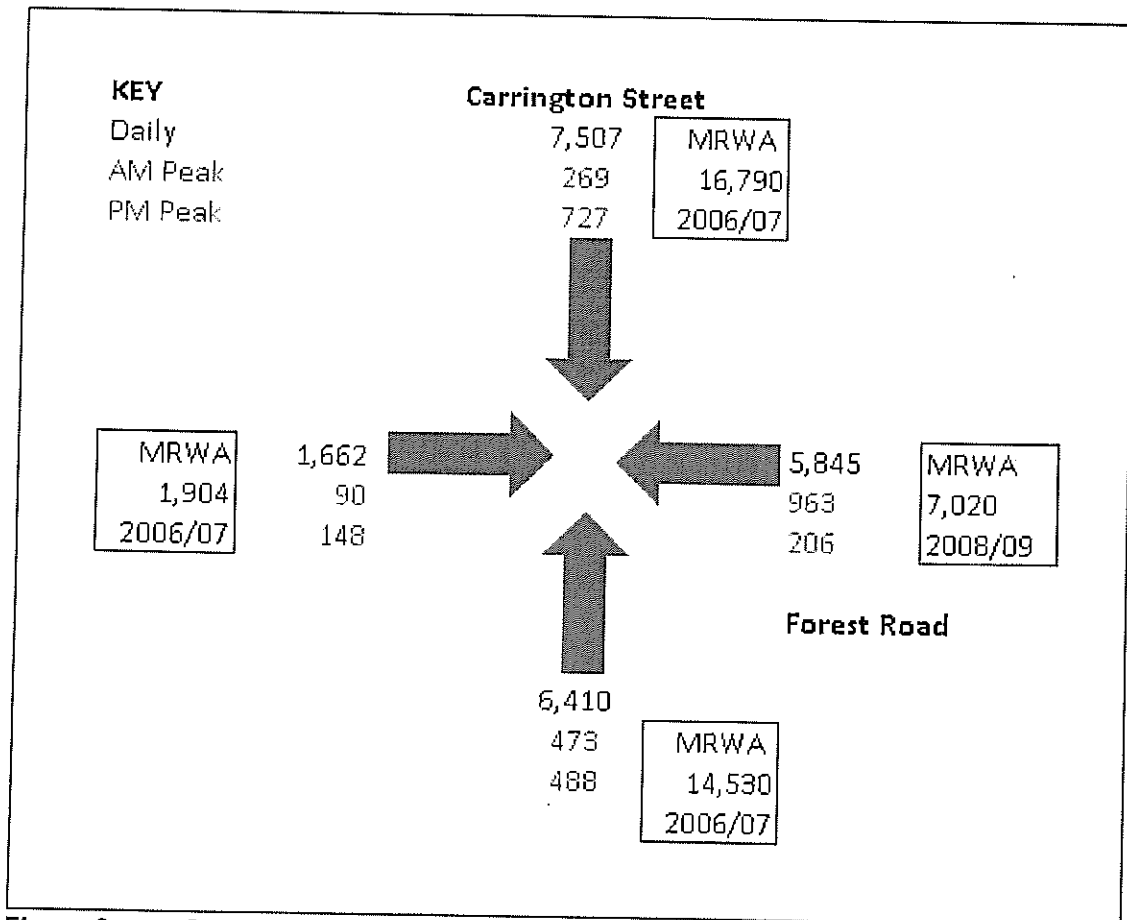 KEY
Daily
AM Peak
PM Peak
Carrington Street
7,507
269
727
MRWA
16,790
2006/07
MRWA
1,904
2006/07
1,662
90
148
5,845
963
206
MRWA
7,020
2008/09
Forest Road
6,410
473
488
MRWA
14,530
2006/07